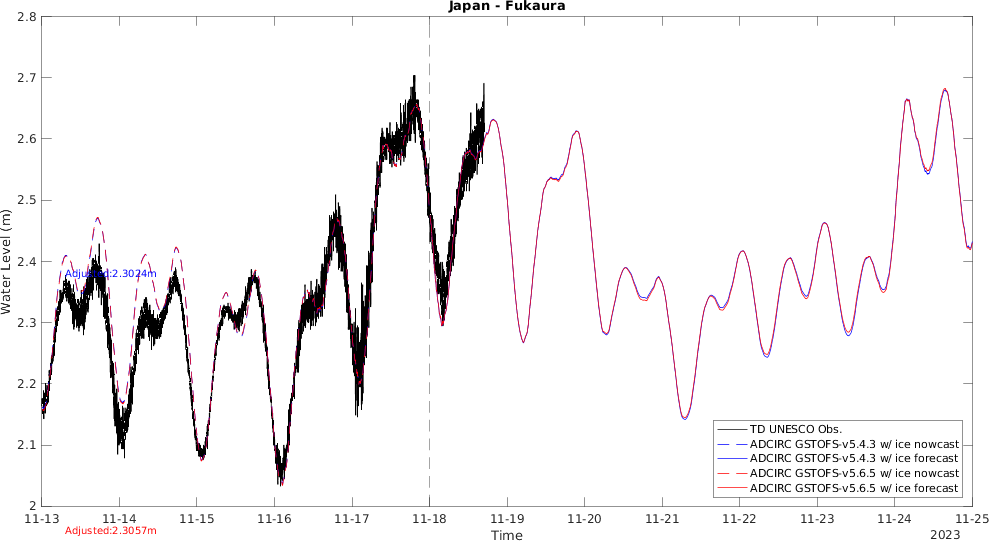 Japan - Fukaura
2.8
2.7
2.6
2.5
2.4
2.3
2.2
2.1
2
Water Level (m)
Adjusted:2.3024m
TD UNESCO Obs.
ADCIRC GSTOFS-v5.4.3 w/ ice nowcast
ADCIRC GSTOFS-v5.4.3 w/ ice forecast
ADCIRC GSTOFS-v5.6.5 w/ ice nowcast
ADCIRC GSTOFS-v5.6.5 w/ ice forecast
11-13 11-14 11-15 11-16 11-17 11-18 11-19 11-20 11-21 11-22 11-23 11-24 11-25
Adjusted:2.3057m
Time
2023